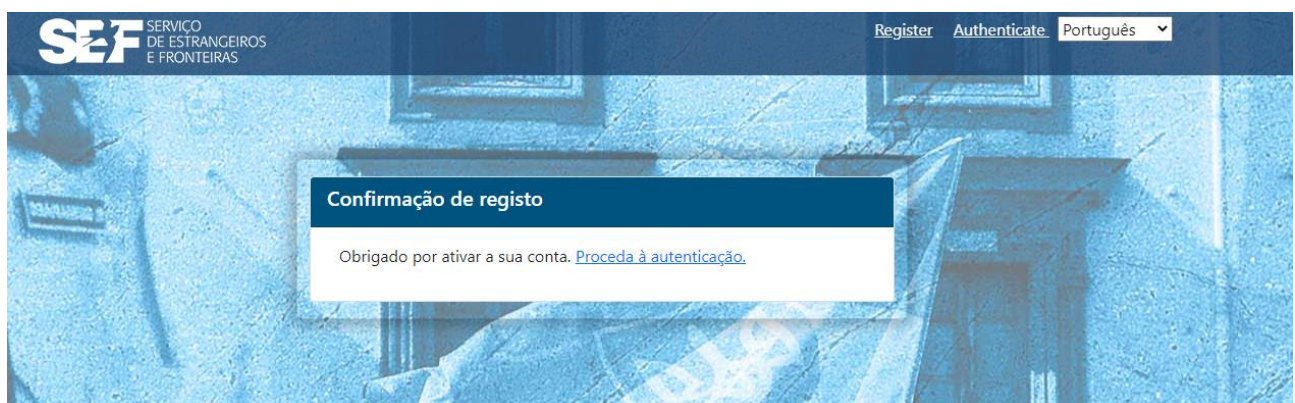 SEF SERVIÇO
DE ESTRANGEIROS
E FRONTEIRAS
Register Authenticate Português
Confirmação de registo
Obrigado por ativar a sua conta. Proceda à autenticação.